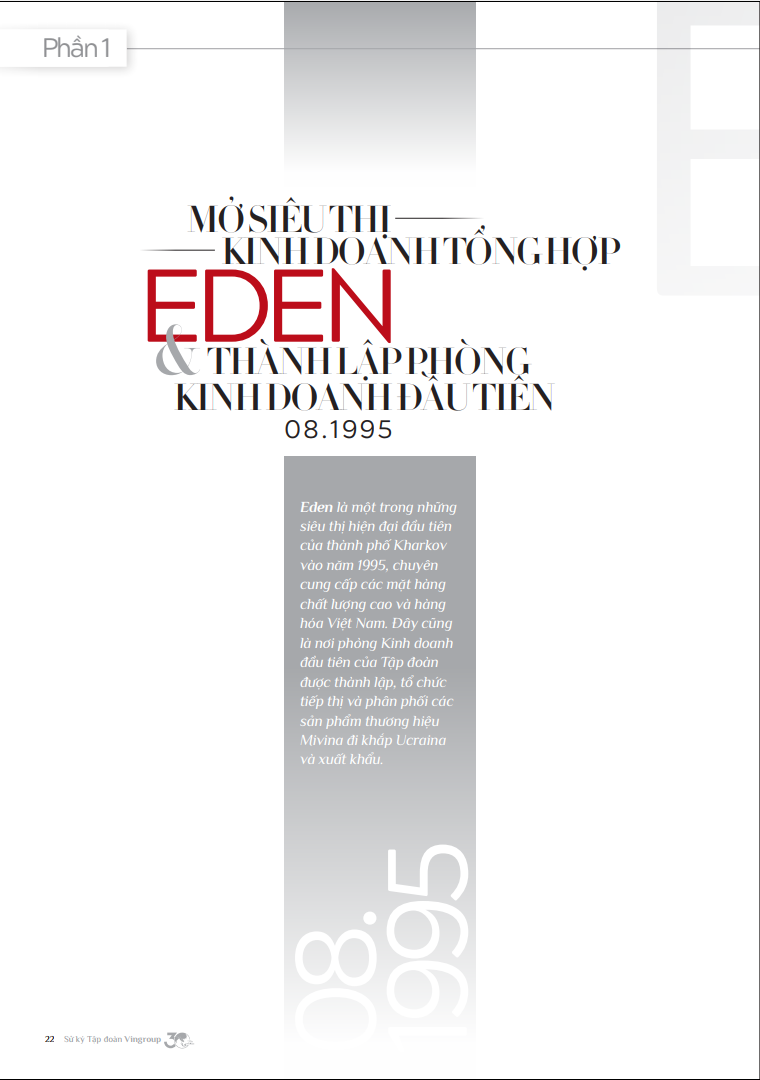 Phần 1
MỞ SIÊU THỊ
KINH DOANH TỔNG HỢP
EDEN
& THÀNH LẬP PHÒNG
KINH DOANH ĐẦU TIÊN
08.1995
Eden là một trong những
siêu thị hiện đại đầu tiên
của thành phố Kharkov
vào năm 1995, chuyên
cung cấp các mặt hàng
chất lượng cao và hàng
hóa Việt Nam. Đây cũng
là nơi phòng Kinh doanh
đầu tiên của Tập đoàn
được thành lập, tổ chức
tiếp thị và phân phối các
sản phẩm thương hiệu
Mivina đi khắp Ucraina
và xuất khẩu.
08.
1995
22 Sử ký Tập đoàn Vingroup 30
E